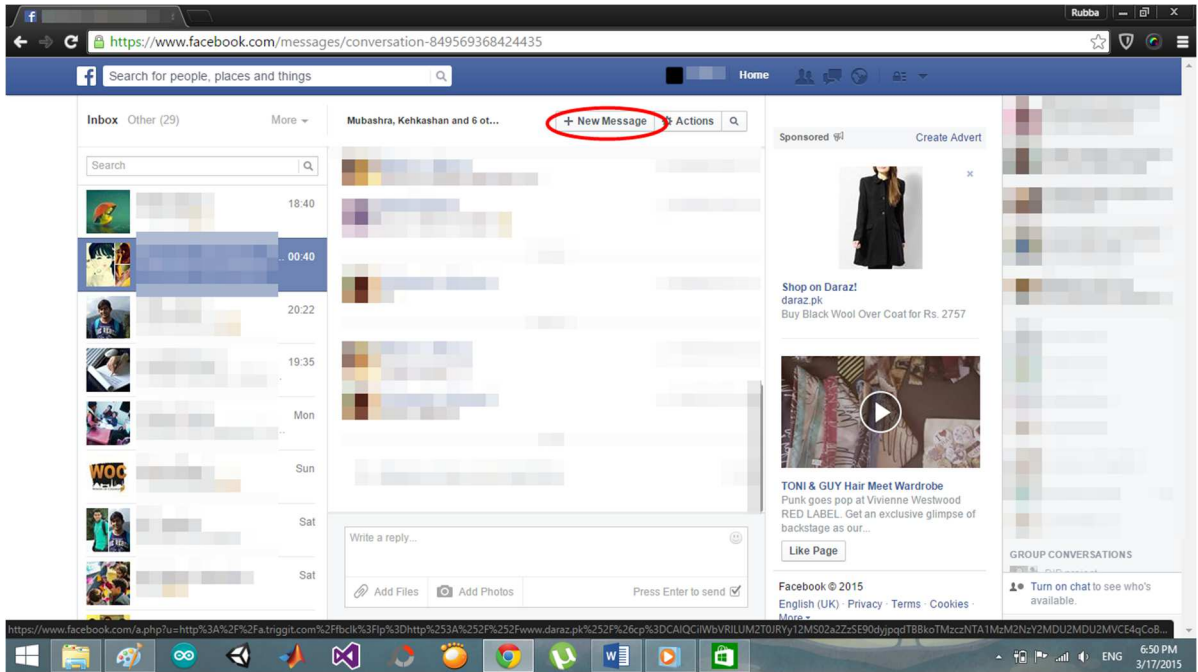 Rubba
https://www.facebook.com/messages/conversation-849569368424435
Search for people, places and things
Home
Inbox Other (29) More
Mubashra, Kehkashan and 6 ot...
+ New Message
Actions
Search
18:40
00:40
20:22
19:35
Mon
Sun
Sat
Sat
WOC
Write a reply...
Add Files
Add Photos
Press Enter to send
Sponsored
Create Advert
Shop on Daraz!
daraz.pk
Buy Black Wool Over Coat for Rs. 2757
TONI & GUY Hair Meet Wardrobe
Punk goes pop at Vivienne Westwood
RED LABEL. Get an exclusive glimpse of
backstage as our...
Like Page
Facebook © 2015
English (UK) · Privacy · Terms · Cookies ·
More
GROUP CONVERSATIONS
Turn on chat to see who's
available.
ENG
6:50 PM
3/17/2015